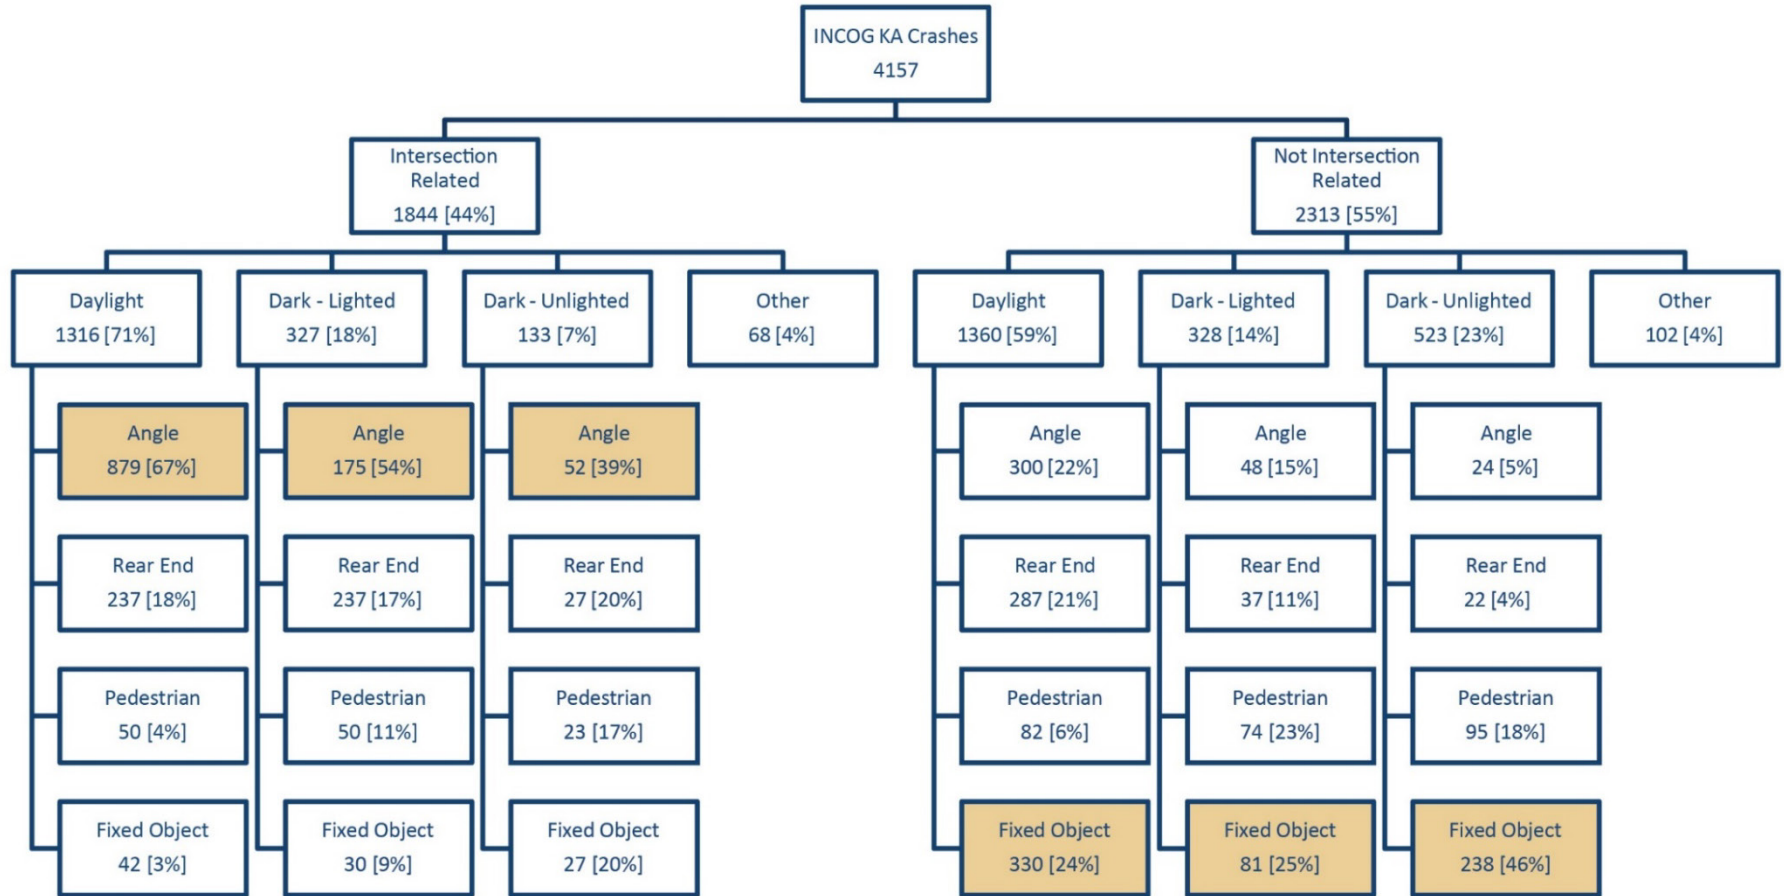 INCOG KA Crashes
4157
Intersection
Related
1844 [44%]
Not Intersection
Related
2313 [55%]
Daylight
1316 [71%]
Dark - Lighted
327 [18%]
Dark - Unlighted
133 [7%]
Other
68 [4%]
Daylight
1360 [59%]
Dark - Lighted
328 [14%]
Dark - Unlighted
523 [23%]
Other
102 [4%]
Angle
879 [67%]
Angle
175 [54%]
Angle
52 [39%]
Angle
300 [22%]
Angle
48 [15%]
Angle
24 [5%]
Rear End
237 [18%]
Rear End
237 [17%]
Rear End
27 [20%]
Rear End
287 [21%]
Rear End
37 [11%]
Rear End
22 [4%]
Pedestrian
50 [4%]
Pedestrian
50 [11%]
Pedestrian
23 [17%]
Pedestrian
82 [6%]
Pedestrian
74 [23%]
Pedestrian
95 [18%]
Fixed Object
42 [3%]
Fixed Object
30 [9%]
Fixed Object
27 [20%]
Fixed Object
330 [24%]
Fixed Object
81 [25%]
Fixed Object
238 [46%]